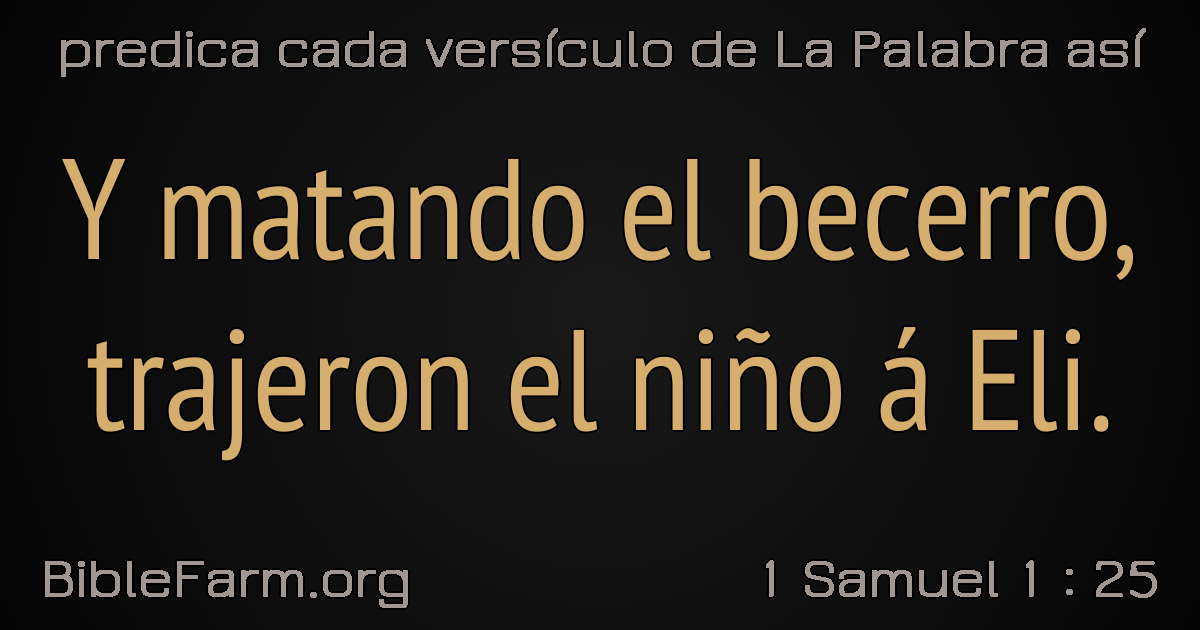 predica cada versículo de La Palabra así
Y matando el becerro,
trajeron el niño á Eli.
BibleFarm.org
1 Samuel 1 : 25